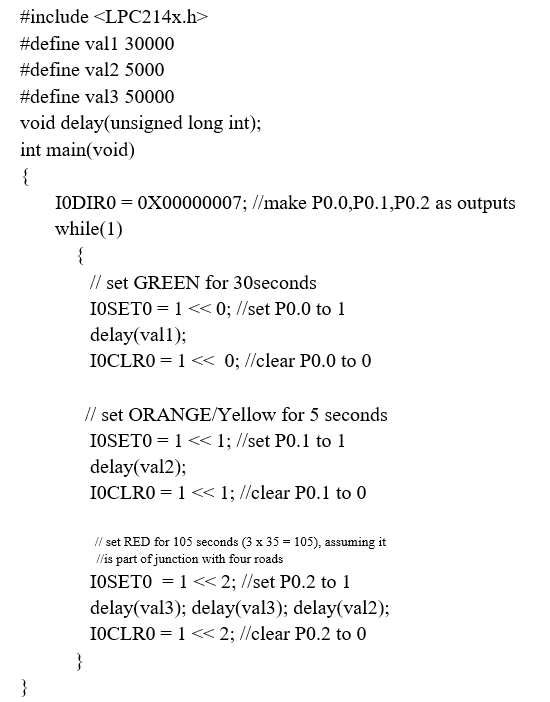 #include <LPC214x.h>
#define val1 30000
#define val2 5000
#define val3 50000
void delay(unsigned long int);
int main(void)
{
I0DIR0 = 0X00000007; //make P0.0,P0.1,P0.2 as outputs
while(1)
{
// set GREEN for 30seconds
I0SET0 = 1 << 0; //set P0.0 to 1
delay(val1);
I0CLR0 = 1 << 0; //clear P0.0 to 0
// set ORANGE/Yellow for 5 seconds
I0SET0 = 1 << 1; //set P0.1 to 1
delay(val2);
I0CLR0 = 1 << 1; //clear P0.1 to 0
// set RED for 105 seconds (3 x 35 = 105), assuming it
//is part of junction with four roads
I0SET0 = 1 << 2; //set P0.2 to 1
delay(val3); delay(val3); delay(val2);
I0CLR0 = 1 << 2; //clear P0.2 to 0
}
}